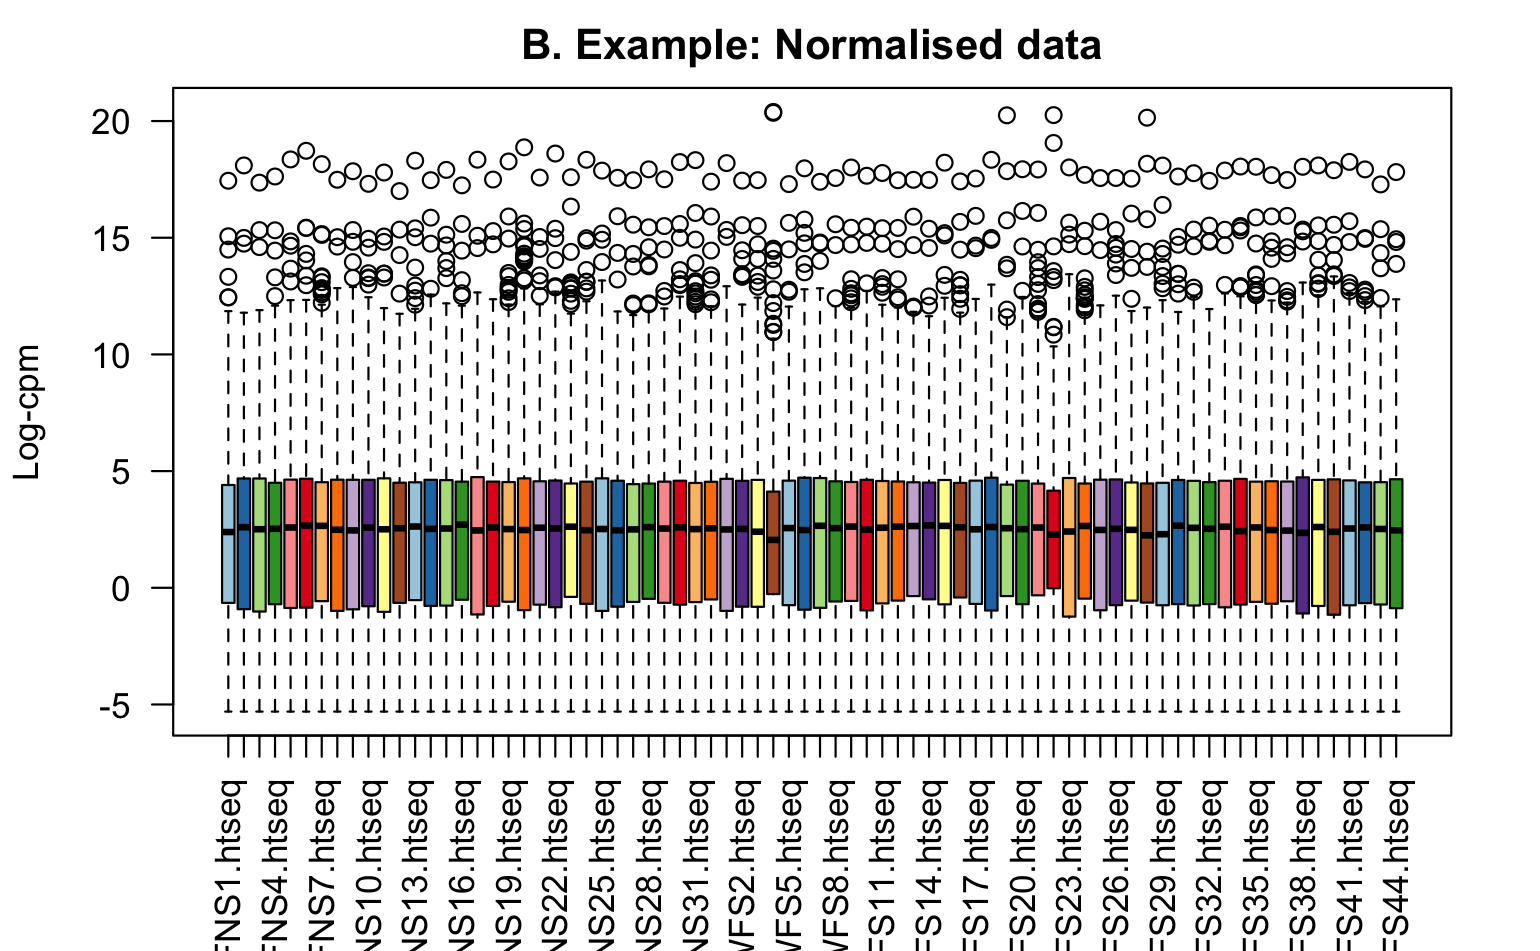 B. Example: Normalised data
20
15
10
5
0
-5
Log-cpm
FNS1.htseq
FNS4.htseq
FNS7.htseq
NS10.htseq
NS13.htseq
NS16.htseq
NS19.htseq
NS22.htseq
NS25.htseq
NS28.htseq
NS31.htseq
WFS2.htseq
WFS5.htseq
WFS8.htseq
FS11.htseq
FS14.htseq
FS17.htseq
FS20.htseq
FS23.htseq
FS26.htseq
FS29.htseq
FS32.htseq
FS35.htseq
FS38.htseq
FS41.htseq
FS44.htseq